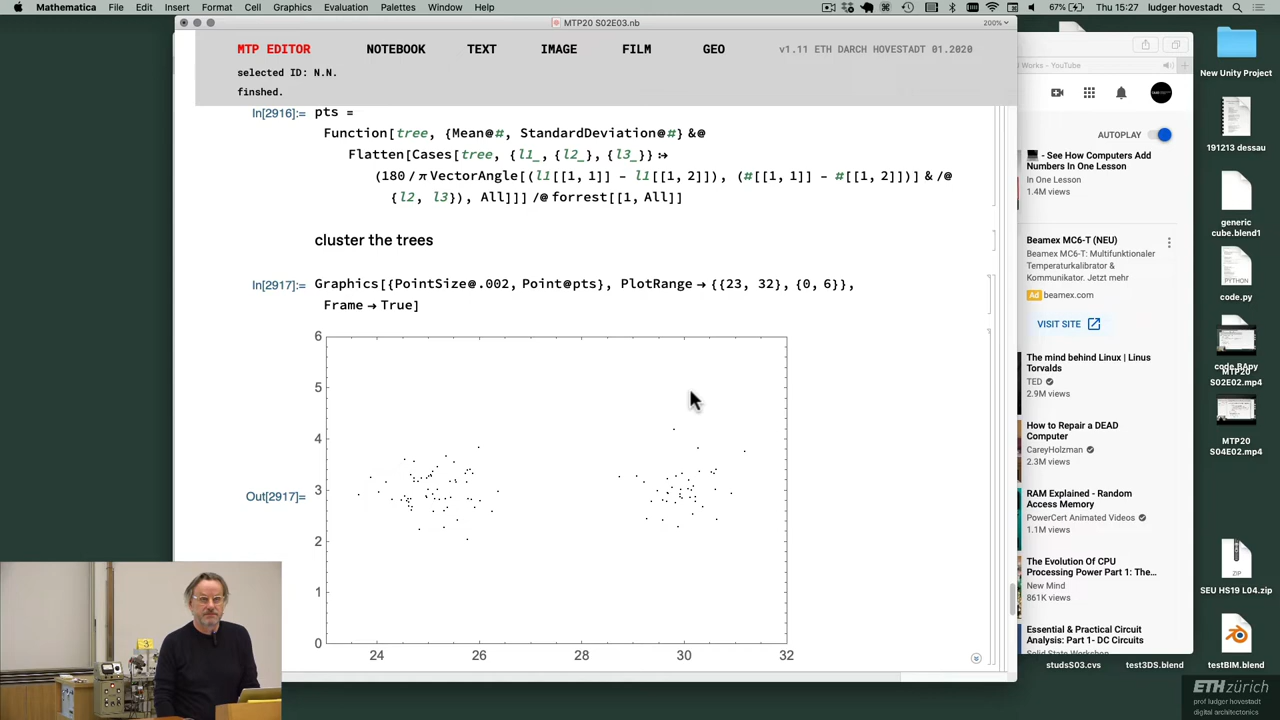 Mathematica File Edit Insert Format Cell Graphics Evaluation Palettes Window Help
67% Thu 15:27 ludger hovestadt
MTP20 S02E03.nb
200%
MTP EDITOR NOTEBOOK TEXT IMAGE FILM GEO v1.11 ETH DARCH HOVESTADT 01.2020
selected ID: N.N.
finshed.
In[2916]:= pts =
Function[tree, {Mean@#, StandardDeviation@#} &@
Flatten[Cases[tree, {l1_, {l2_}, {l3_}} :>
(180 / π VectorAngle[(l1[[1, 1]] - l1[[1, 2]]), (#[[1, 1]] - #[[1, 2]])] & /@
{l2, l3}), All]]] /@ forrest[[1, All]]
cluster the trees
In[2917]:= Graphics[{PointSize@.002, Point@pts}, PlotRange → {{23, 32}, {0, 6}},
Frame → True]
Out[2917]=
6
5
4
3
2
1
0
24 26 28 30 32
Works - YouTube
AUTOPLAY
- See How Computers Add
Numbers In One Lesson
In One Lesson
1.4M views
Beamex MC6-T (NEU)
Beamex MC6-T: Multifunktionaler
Temperaturkalibrator &
Kommunikator. Jetzt mehr
Ad beamex.com
VISIT SITE
The mind behind Linux | Linus
Torvalds
TED
2.9M views
How to Repair a DEAD
Computer
CareyHolzman
2.3M views
RAM Explained - Random
Access Memory
PowerCert Animated Videos
1.1M views
The Evolution Of CPU
Processing Power Part 1: The...
New Mind
861K views
Essential & Practical Circuit
Analysis: Part 1- DC Circuits
Solid State Workshop
New Unity Project
191213 dessau
generic
cube.blend1
code.py
MTP20
S02E02.mp4
MTP20
S04E02.mp4
ZIP
SEU HS19 L04.zip
studsS03.cvs
test3DS.blend
testBIM.blend
3
ETH zürich
prof ludger hovestadt
digital architectonics